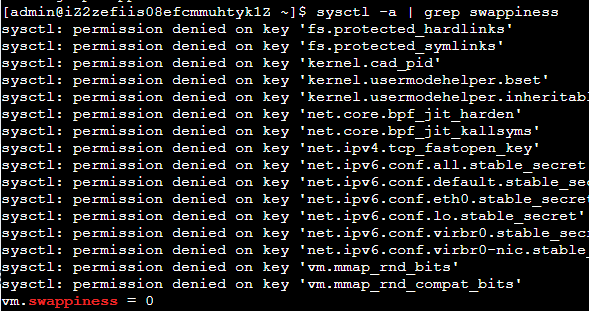 [admin@iZ2zefiis08efcmmuhtyk1Z ~]$ sysctl -a | grep swappiness
sysctl: permission denied on key 'fs.protected_hardlinks'
sysctl: permission denied on key 'fs.protected_symlinks'
sysctl: permission denied on key 'kernel.cad_pid'
sysctl: permission denied on key 'kernel.usermodehelper.bset'
sysctl: permission denied on key 'kernel.usermodehelper.inheritabl
sysctl: permission denied on key 'net.core.bpf_jit_harden'
sysctl: permission denied on key 'net.core.bpf_jit_kallsyms'
sysctl: permission denied on key 'net.ipv4.tcp_fastopen_key'
sysctl: permission denied on key 'net.ipv6.conf.all.stable_secret
sysctl: permission denied on key 'net.ipv6.conf.default.stable_sec
sysctl: permission denied on key 'net.ipv6.conf.eth0.stable_secret
sysctl: permission denied on key 'net.ipv6.conf.lo.stable_secret'
sysctl: permission denied on key 'net.ipv6.conf.virbr0.stable_sec
sysctl: permission denied on key 'net.ipv6.conf.virbr0-nic.stable_
sysctl: permission denied on key 'vm.mmap_rnd_bits'
sysctl: permission denied on key 'vm.mmap_rnd_compat_bits'
vm.swappiness = 0